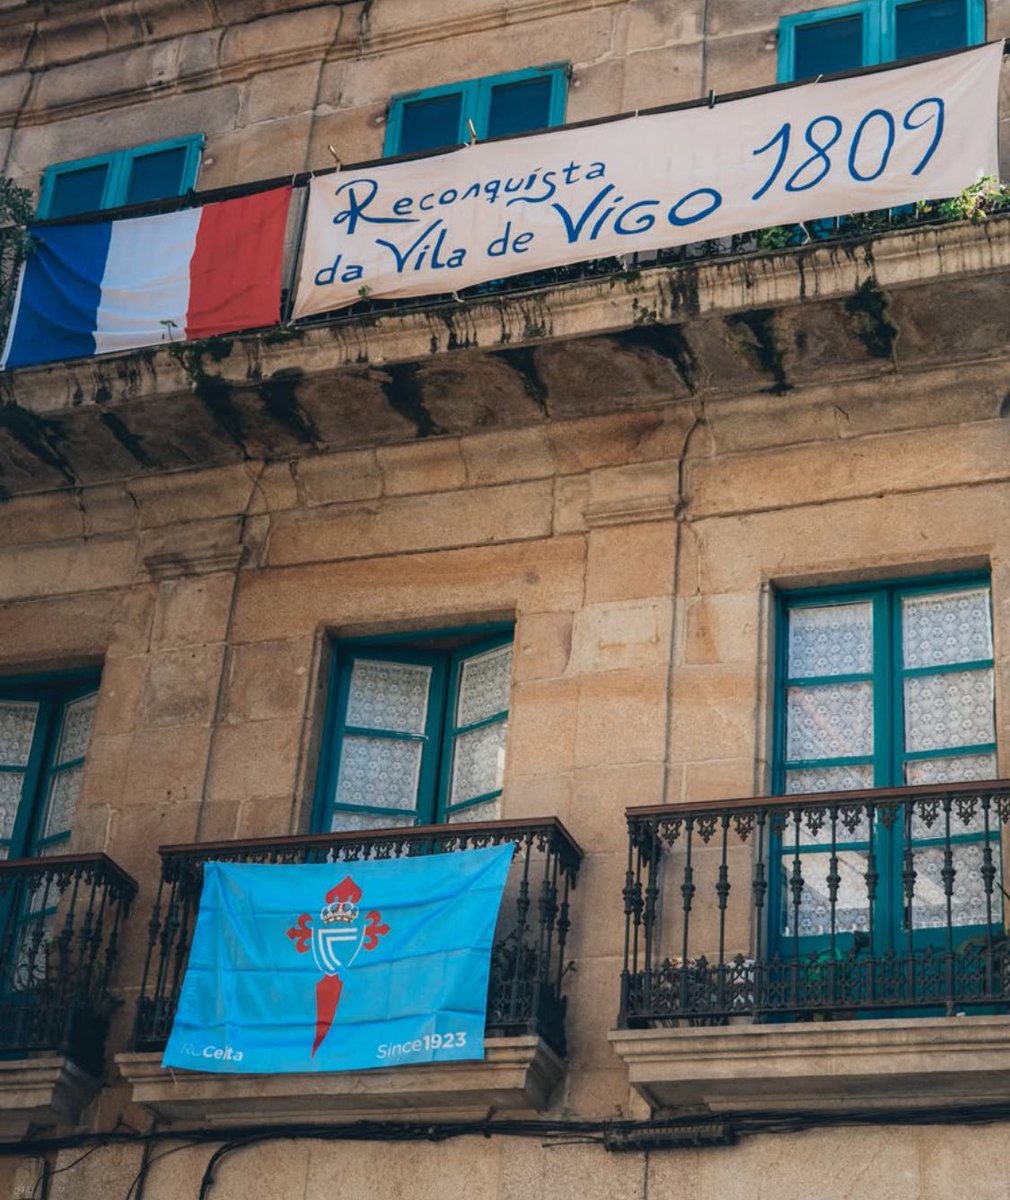 Reconquista 1809
da Vila de VIGO
RCCelta
Since1923